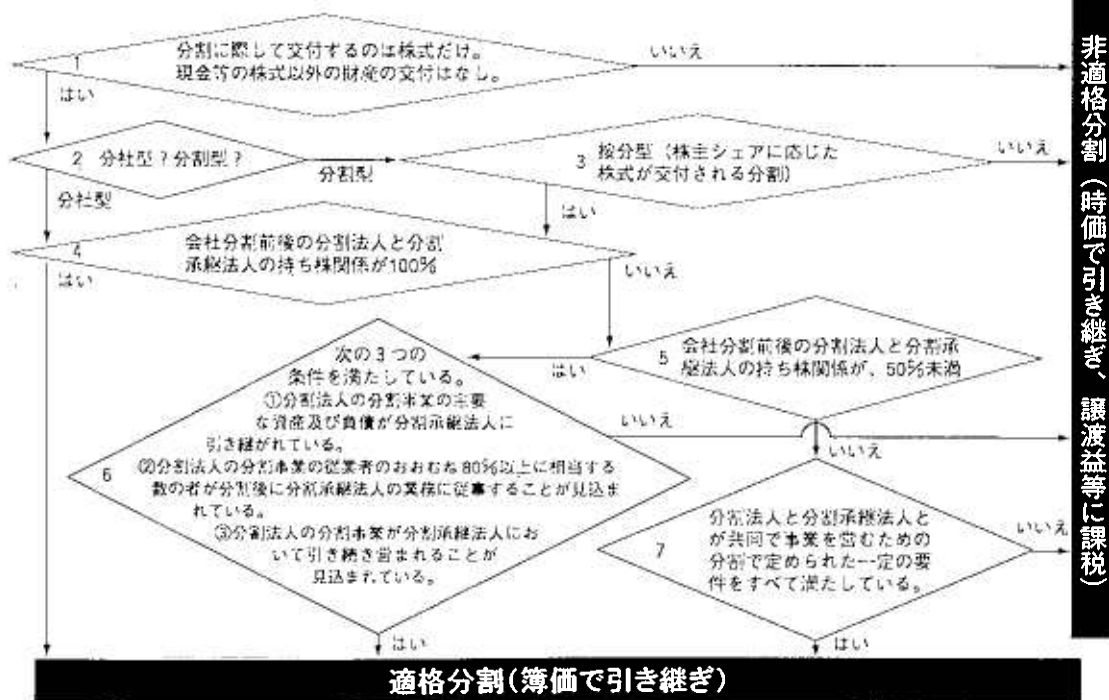 1 分割に際して交付するのは株式だけ。
現金等の株式以外の財産の交付はなし。
いいえ
はい
2 分社型?分割型?
分割型
分社型
3 按分型(株主シェアに応じた
株式が交付される分割)
いいえ
はい
4 会社分割前後の分割法人と分割
承継法人の持ち株関係が100%
いいえ
はい
5 会社分割前後の分割法人と分割承
継法人の持ち株関係が、50%未満
はい
いいえ
6
次の3つの
条件を満たしている。
①分割法人の分割事業の主要
な資産及び負債が分割承継法人に
引き継がれている。
②分割法人の分割事業の従業者のおおむね80%以上に相当する
数の者が分割後に分割承継法人の業務に従事することが見込ま
れている。
③分割法人の分割事業が分割承継法人にお
いて引き続き営まれることが
見込まれている。
いいえ
はい
7
分割法人と分割承継法人と
が共同で事業を営むための
分割で定められた一定の要
件をすべて満たしている。
いいえ
はい
非適格分割(時価で引き継ぎ、譲渡益等に課税)
適格分割(簿価で引き継ぎ)